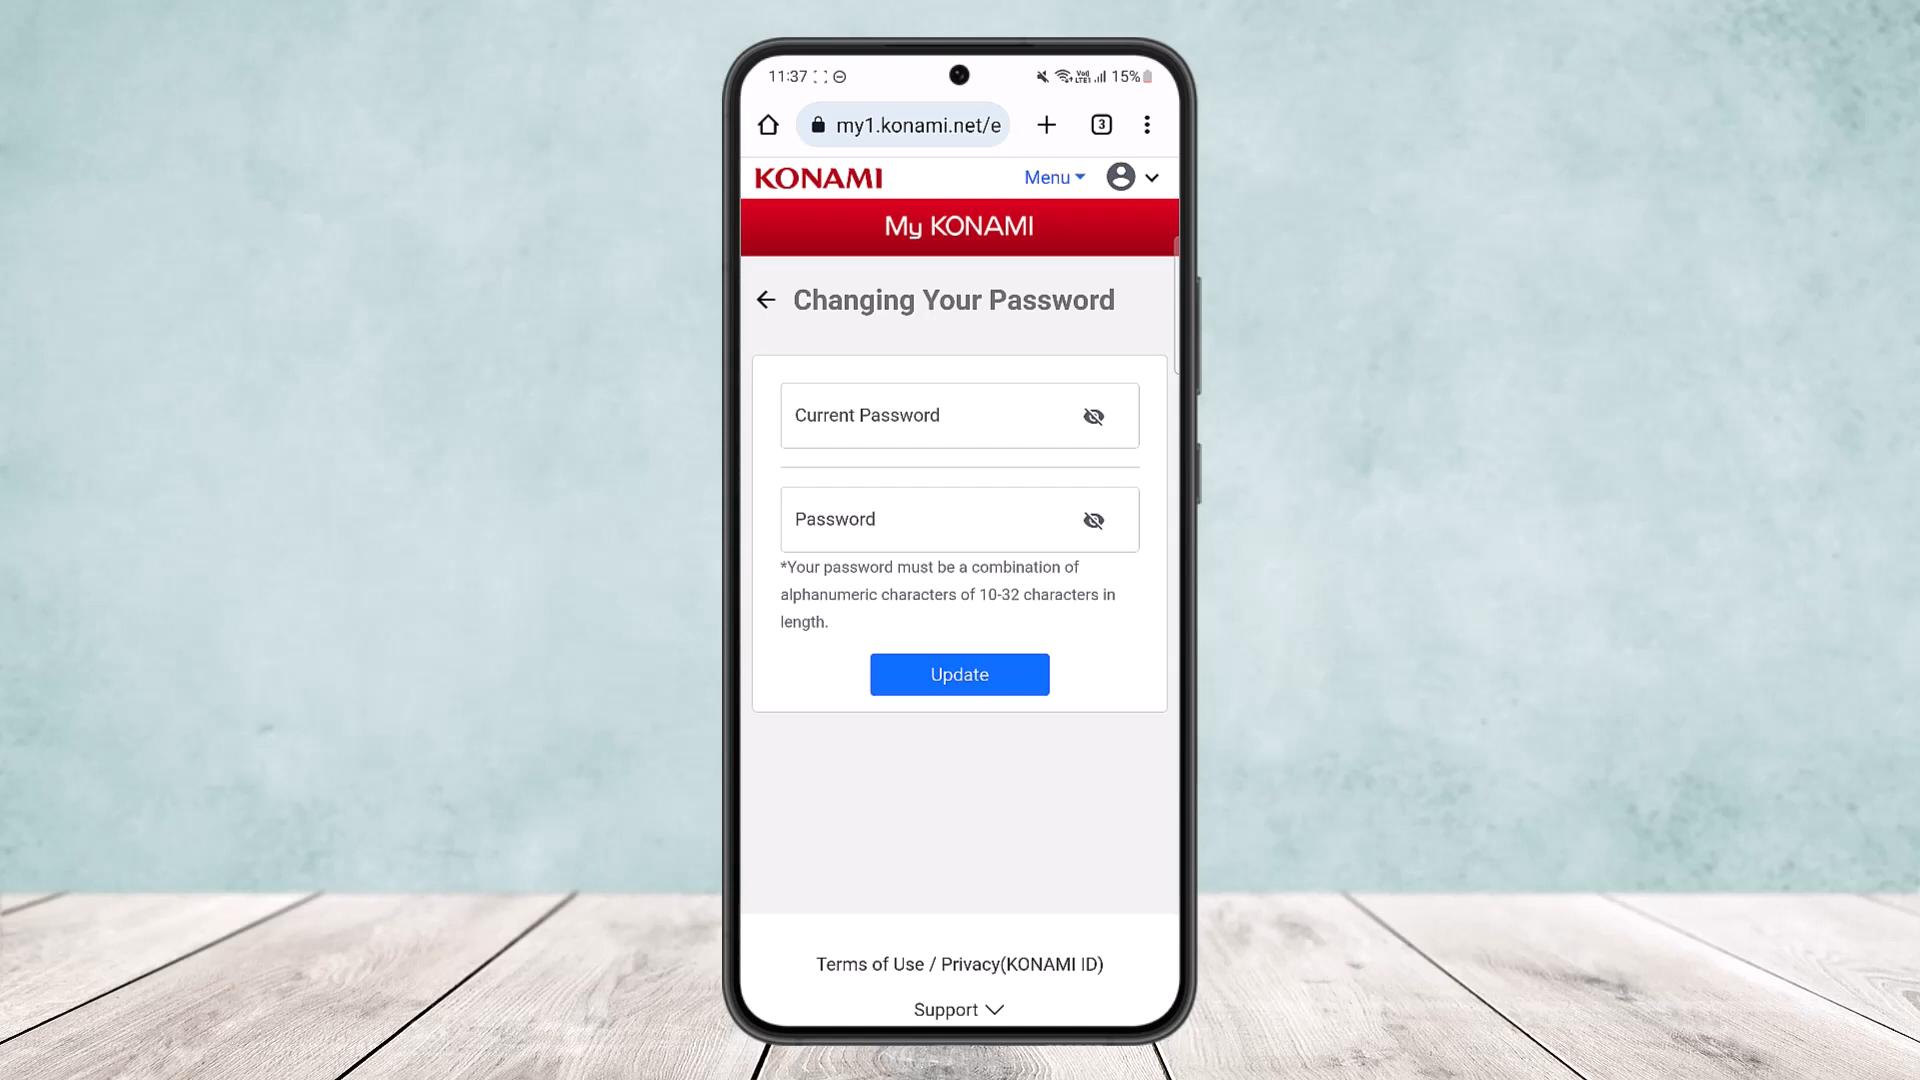 11:37 15%
my1.konami.net/e 3
KONAMI Menu
My KONAMI
Changing Your Password
Current Password
Password
*Your password must be a combination of
alphanumeric characters of 10-32 characters in
length.
Update
Terms of Use / Privacy(KONAMI ID)
Support